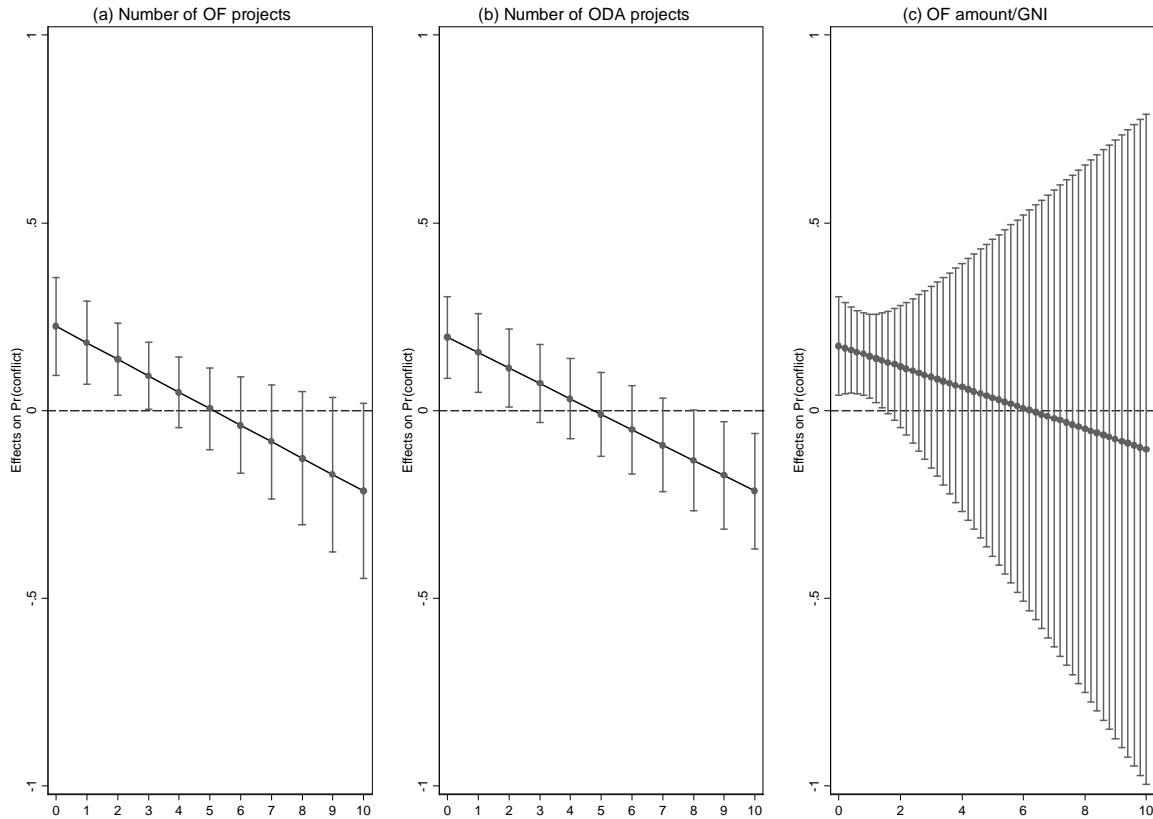 (a) Number of OF projects
Effects on Pr(conflict)
1
.5
0
-.5
-1
0 1 2 3 4 5 6 7 8 9 10
(b) Number of ODA projects
Effects on Pr(conflict)
1
.5
0
-.5
-1
0 1 2 3 4 5 6 7 8 9 10
(c) OF amount/GNI
Effects on Pr(conflict)
1
.5
0
-.5
-1
0 2 4 6 8 10